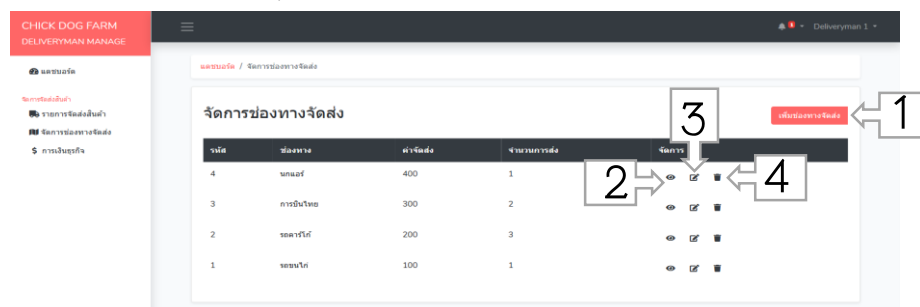 CHICK DOG FARM
DELIVERYMAN MANAGE
1 Deliveryman 1
แดชบอร์ด
แดชบอร์ด / จัดการช่องทางจัดส่ง
จัดการจัดส่งสินค้า
รายการจัดส่งสินค้า
จัดการช่องทางจัดส่ง
$ การเงินธุรกิจ
จัดการช่องทางจัดส่ง
เพิ่มช่องทางจัดส่ง
1
3
รหัส ช่องทาง ค่าจัดส่ง จำนวนการส่ง จัดการ
4 นกแอร์ 400 1
2
4
3 การบินไทย 300 2
2 รถคาร์โก้ 200 3
1 รถขนไก่ 100 1